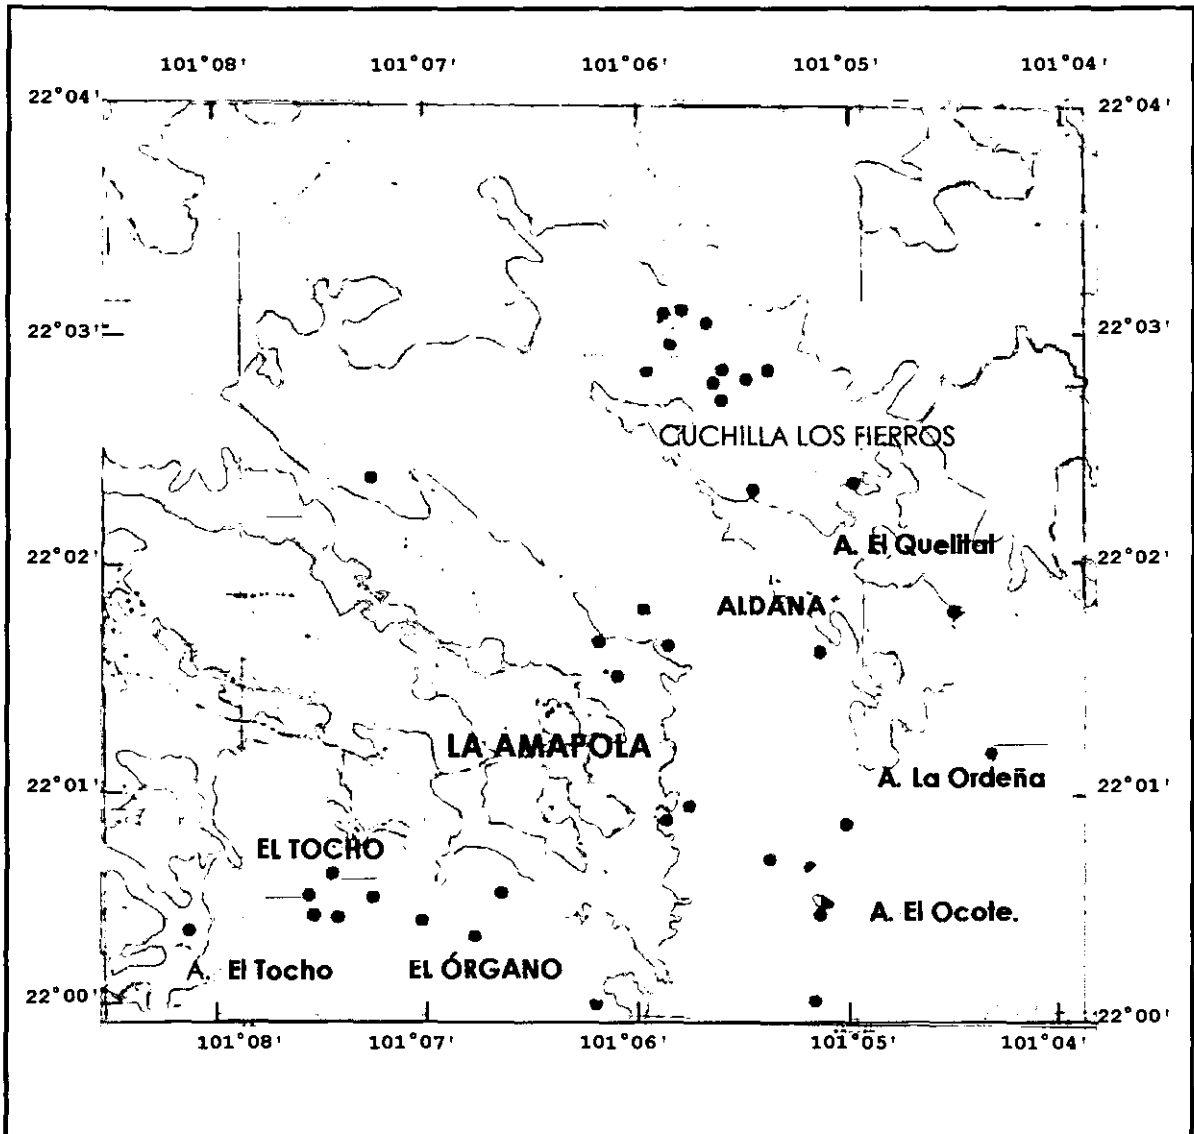 101°08' 101°07' 101°06' 101°05' 101°04'
22°04' 22°04'
22°03' 22°03'
CUCHILLA LOS FIERROS
A. El Quelital
22°02' 22°02'
ALDANA
LA AMAPOLA
A. La Ordeña
22°01' 22°01'
EL TOCHO
A. El Ocote.
A. El Tocho EL ÓRGANO
22°00' 22°00'
101°08' 101°07' 101°06' 101°05' 101°04'